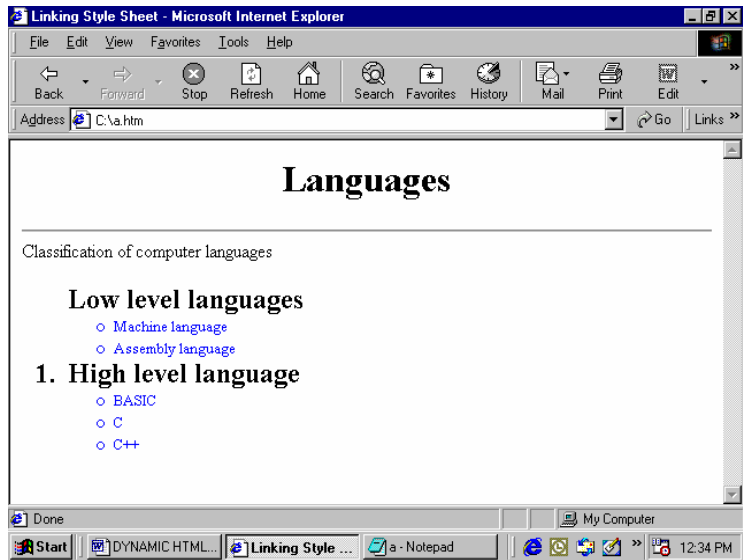 Linking Style Sheet - Microsoft Internet Explorer
File Edit View Favorites Tools Help
Back Forward Stop Refresh Home Search Favorites History Mail Print Edit »
Address C:\a.htm Go Links »
Languages
Classification of computer languages
Low level languages
○ Machine language
○ Assembly language
1. High level language
○ BASIC
○ C
○ C++
Done My Computer
Start DYNAMIC HTML... Linking Style ... a - Notepad » 12:34 PM